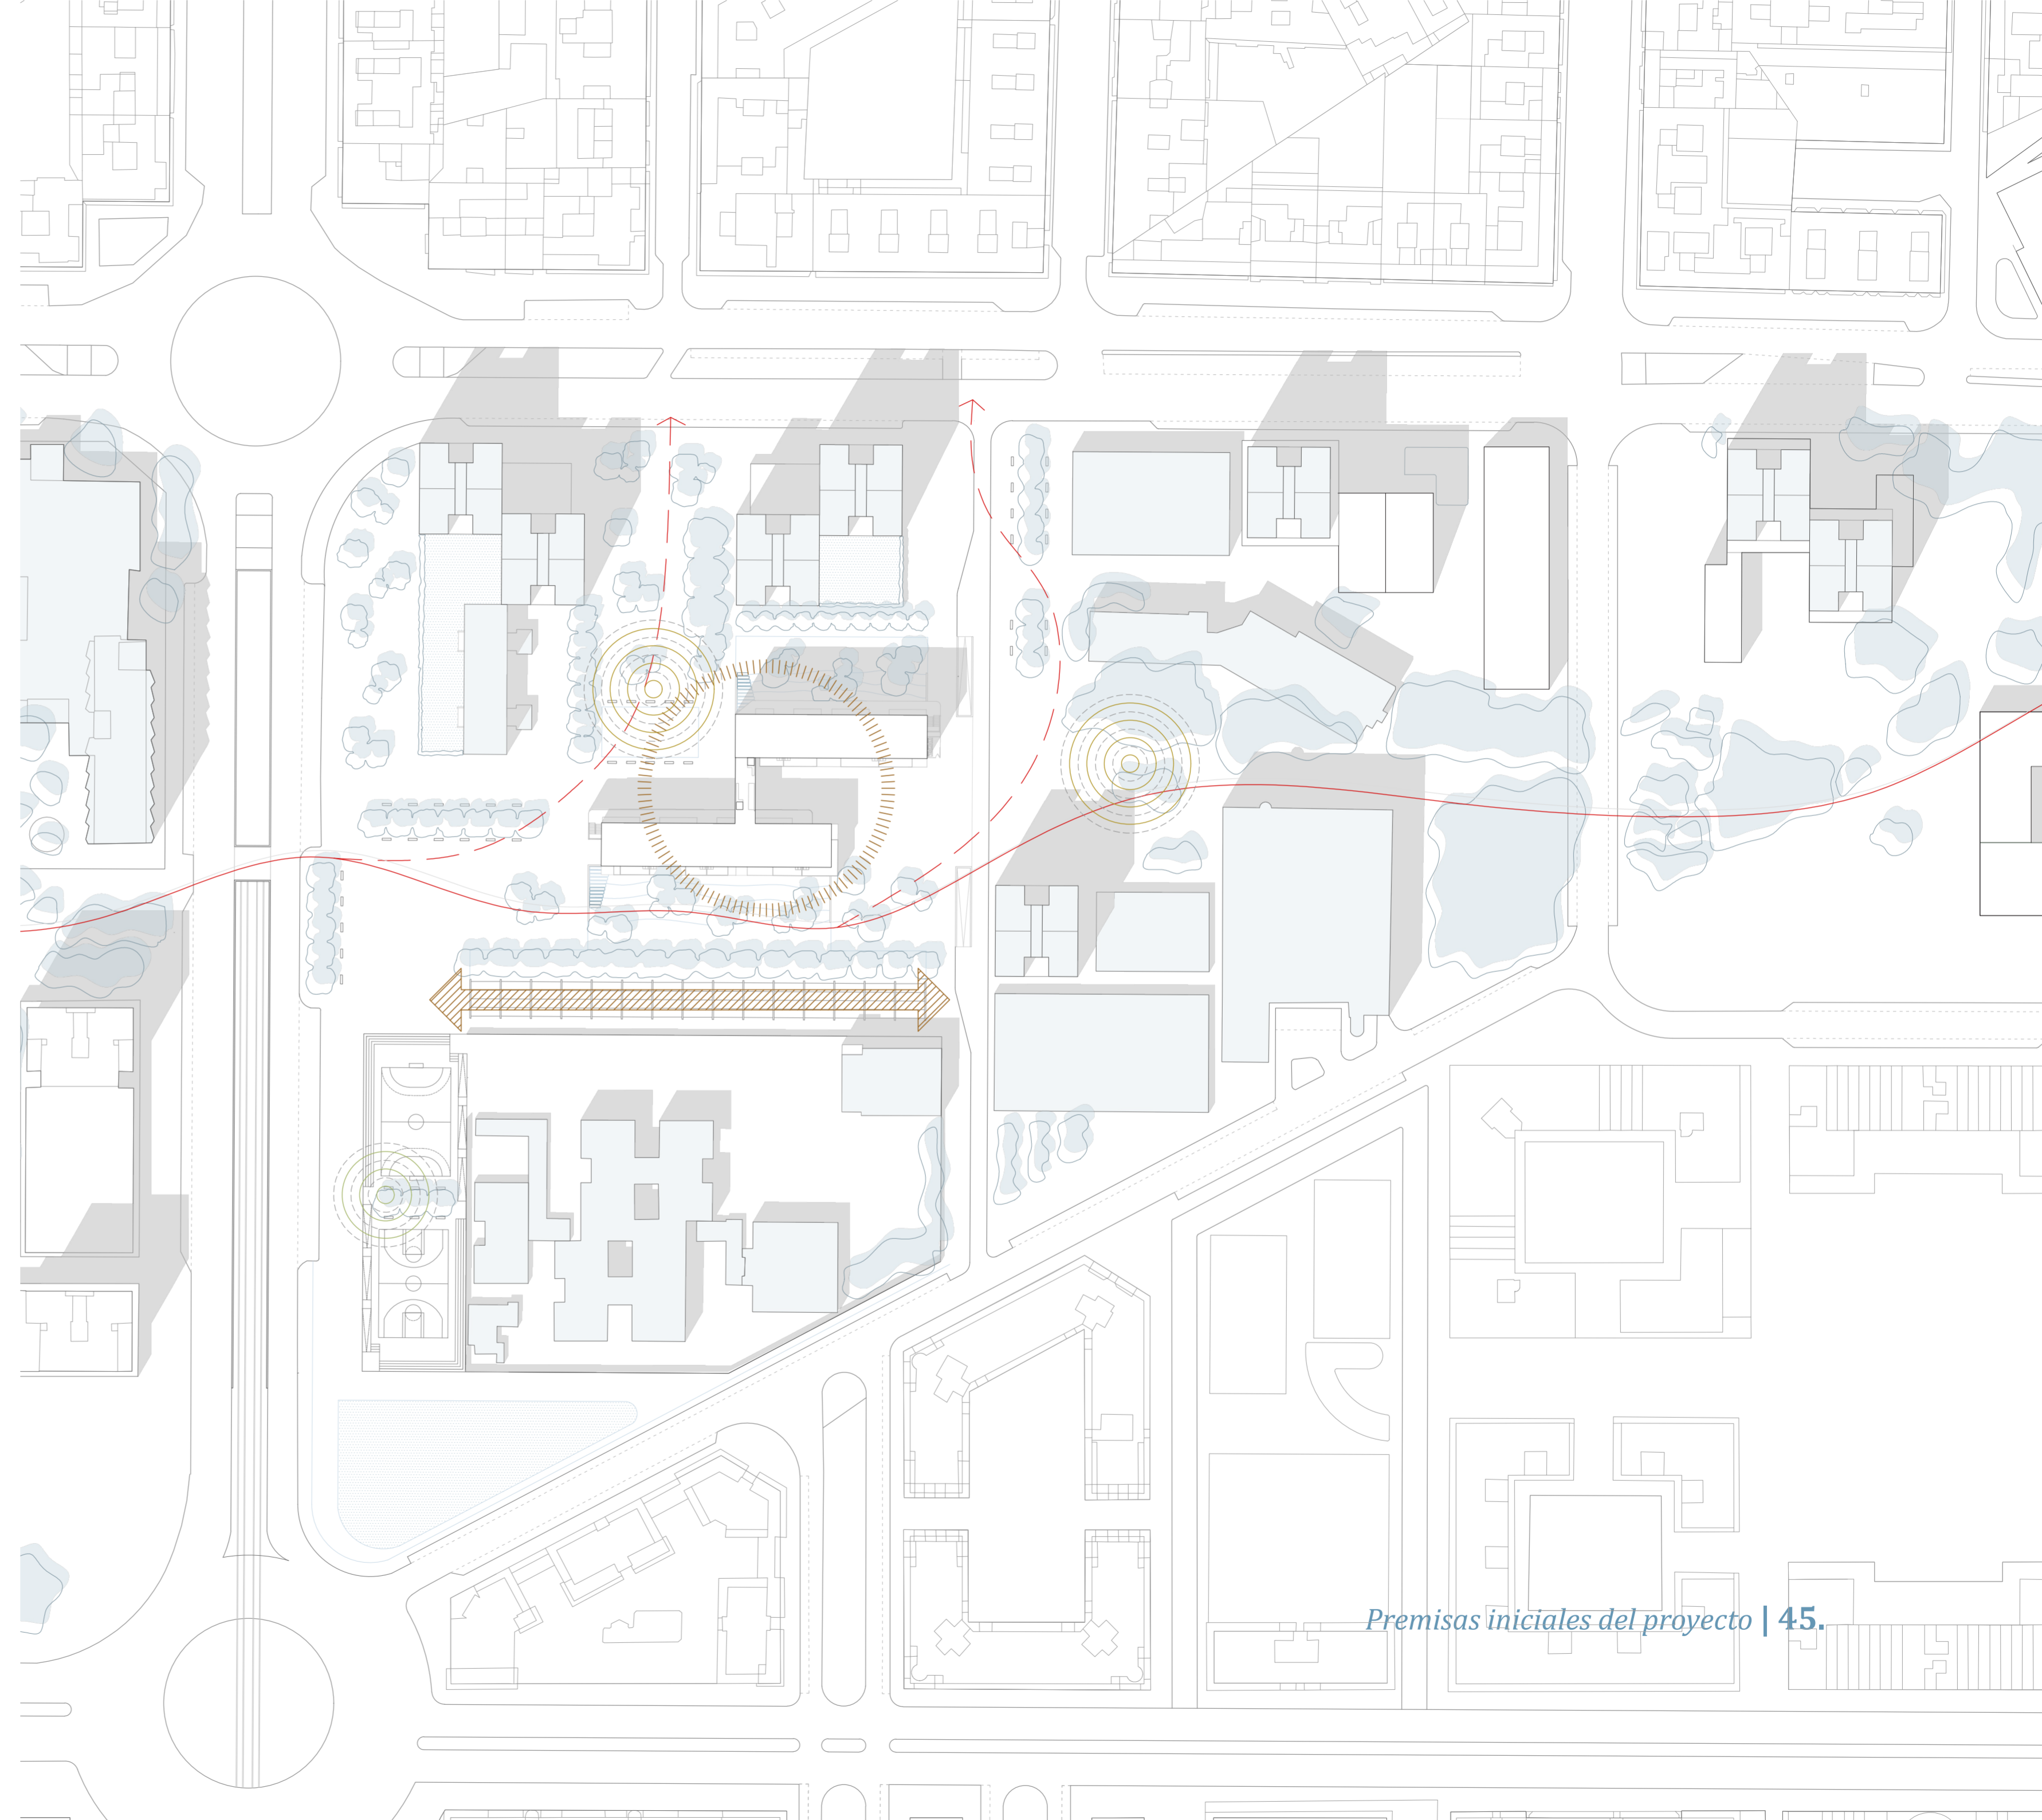 Premisas iniciales del proyecto | 45.